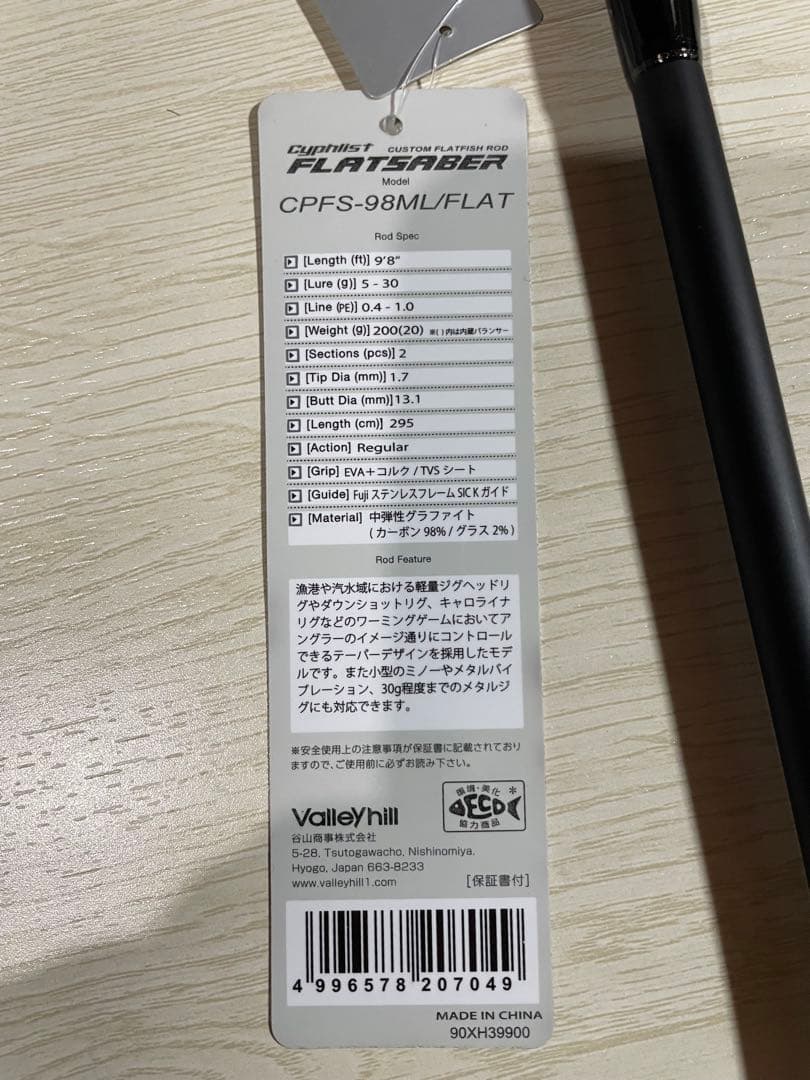 Cyphlist CUSTOM FLATFISH ROD
FLATSABER
Model
CPFS-98ML/FLAT
Rod Spec
[Length (ft)] 9'8"
[Lure (g)] 5 - 30
[Line (PE)] 0.4 - 1.0
[Weight (g)] 200(20) ※( )内は内蔵バランサー
[Sections (pcs)] 2
[Tip Dia (mm)] 1.7
[Butt Dia (mm)] 13.1
[Length (cm)] 295
[Action] Regular
[Grip] EVA＋コルク / TVS シート
[Guide] Fuji ステンレスフレーム SIC K ガイド
[Material] 中弾性グラファイト
( カーボン 98% / グラス 2% )
Rod Feature
漁港や汽水域における軽量ジグヘッドリ
グやダウンショットリグ、キャロライナ
リグなどのワーミングゲームにおいてア
ングラーのイメージ通りにコントロール
できるテーパーデザインを採用したモデ
ルです。また小型のミノーやメタルバイ
ブレーション、30g程度までのメタルジ
グにも対応できます。
※安全使用上の注意事項が保証書に記載されており
ますので、ご使用前に必ずお読み下さい。
ValleyHill
環境・美化
ECO
協力商品
谷山商事株式会社
5-28, Tsutogawacho, Nishinomiya,
Hyogo, Japan 663-8233
www.valleyhill1.com [保証書付]
4 996578 207049
MADE IN CHINA
90XH39900